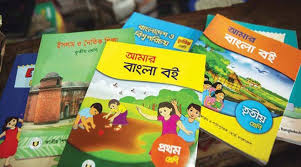 ইসলাম ও নৈতিক শিক্ষা
তৃতীয় শ্রেণি
বাংলাদেশ ও
বিশ্বপরিচয়
আমার
বাংলা বই
প্রথম
শ্রেণি
আমার
বাংলা বই
তৃতীয়
শ্রেণি